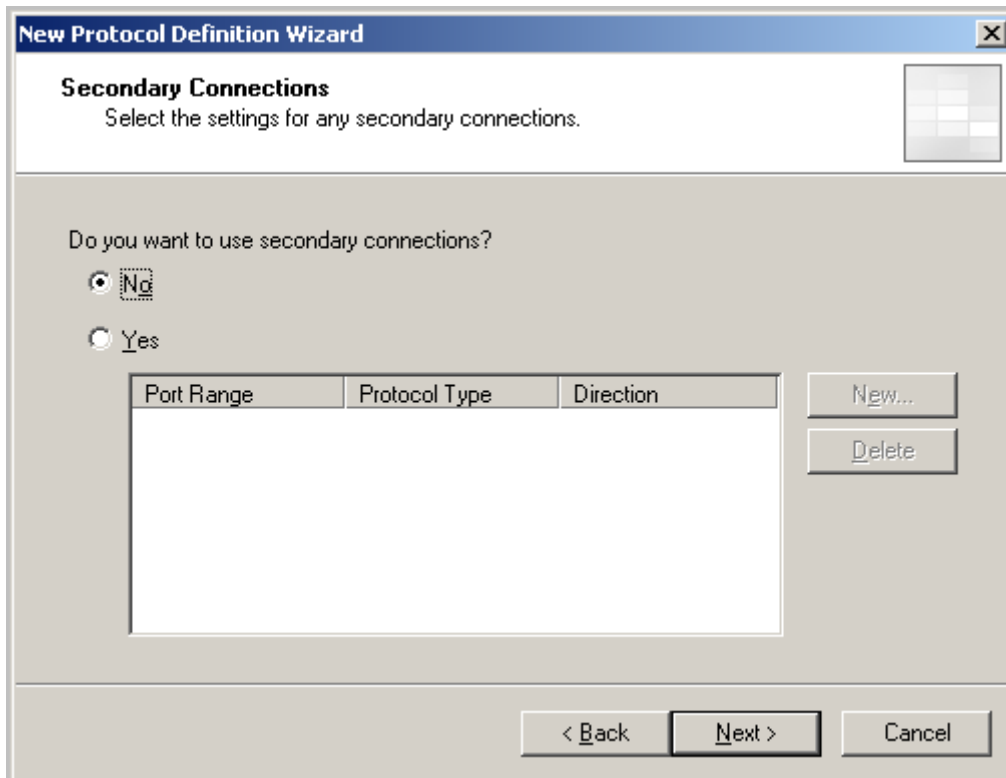 New Protocol Definition Wizard
Secondary Connections
Select the settings for any secondary connections.
Do you want to use secondary connections?
No
Yes
Port Range Protocol Type Direction
New...
Delete
< Back Next > Cancel